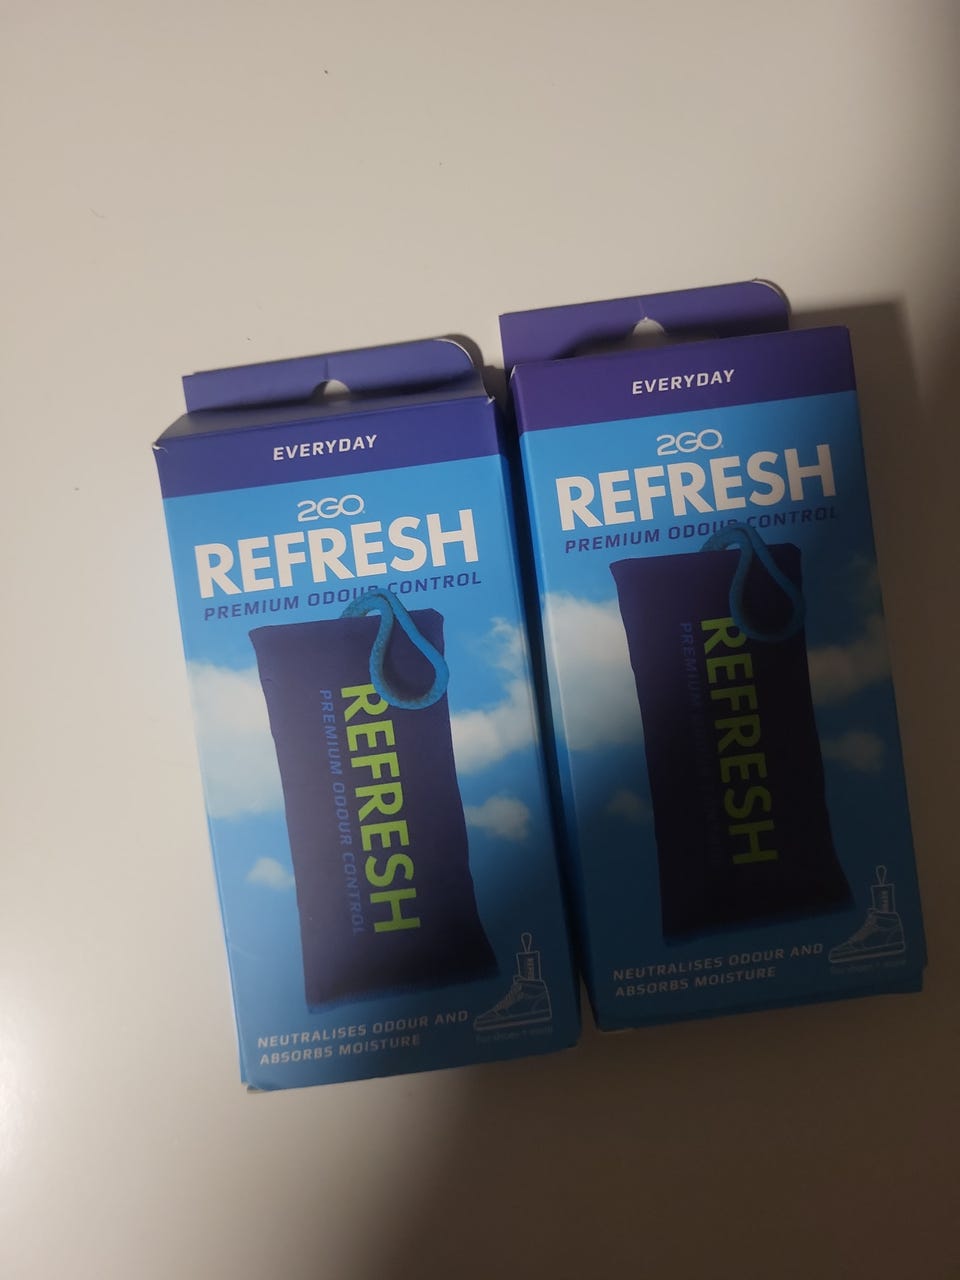 EVERYDAY
2GO
REFRESH
PREMIUM ODOUR CONTROL
REFRESH
PREMIUM ODOUR CONTROL
NEUTRALISES ODOUR AND
ABSORBS MOISTURE
EVERYDAY
2GO
REFRESH
PREMIUM ODOUR CONTROL
REFRESH
PREMIUM
NEUTRALISES ODOUR AND
ABSORBS MOISTURE